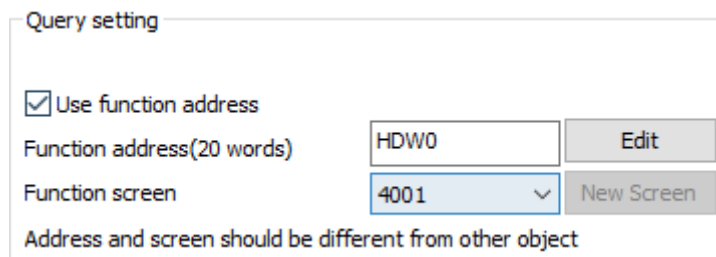 Query setting
Use function address
Function address(20 words) HDW0 Edit
Function screen 4001 New Screen
Address and screen should be different from other object